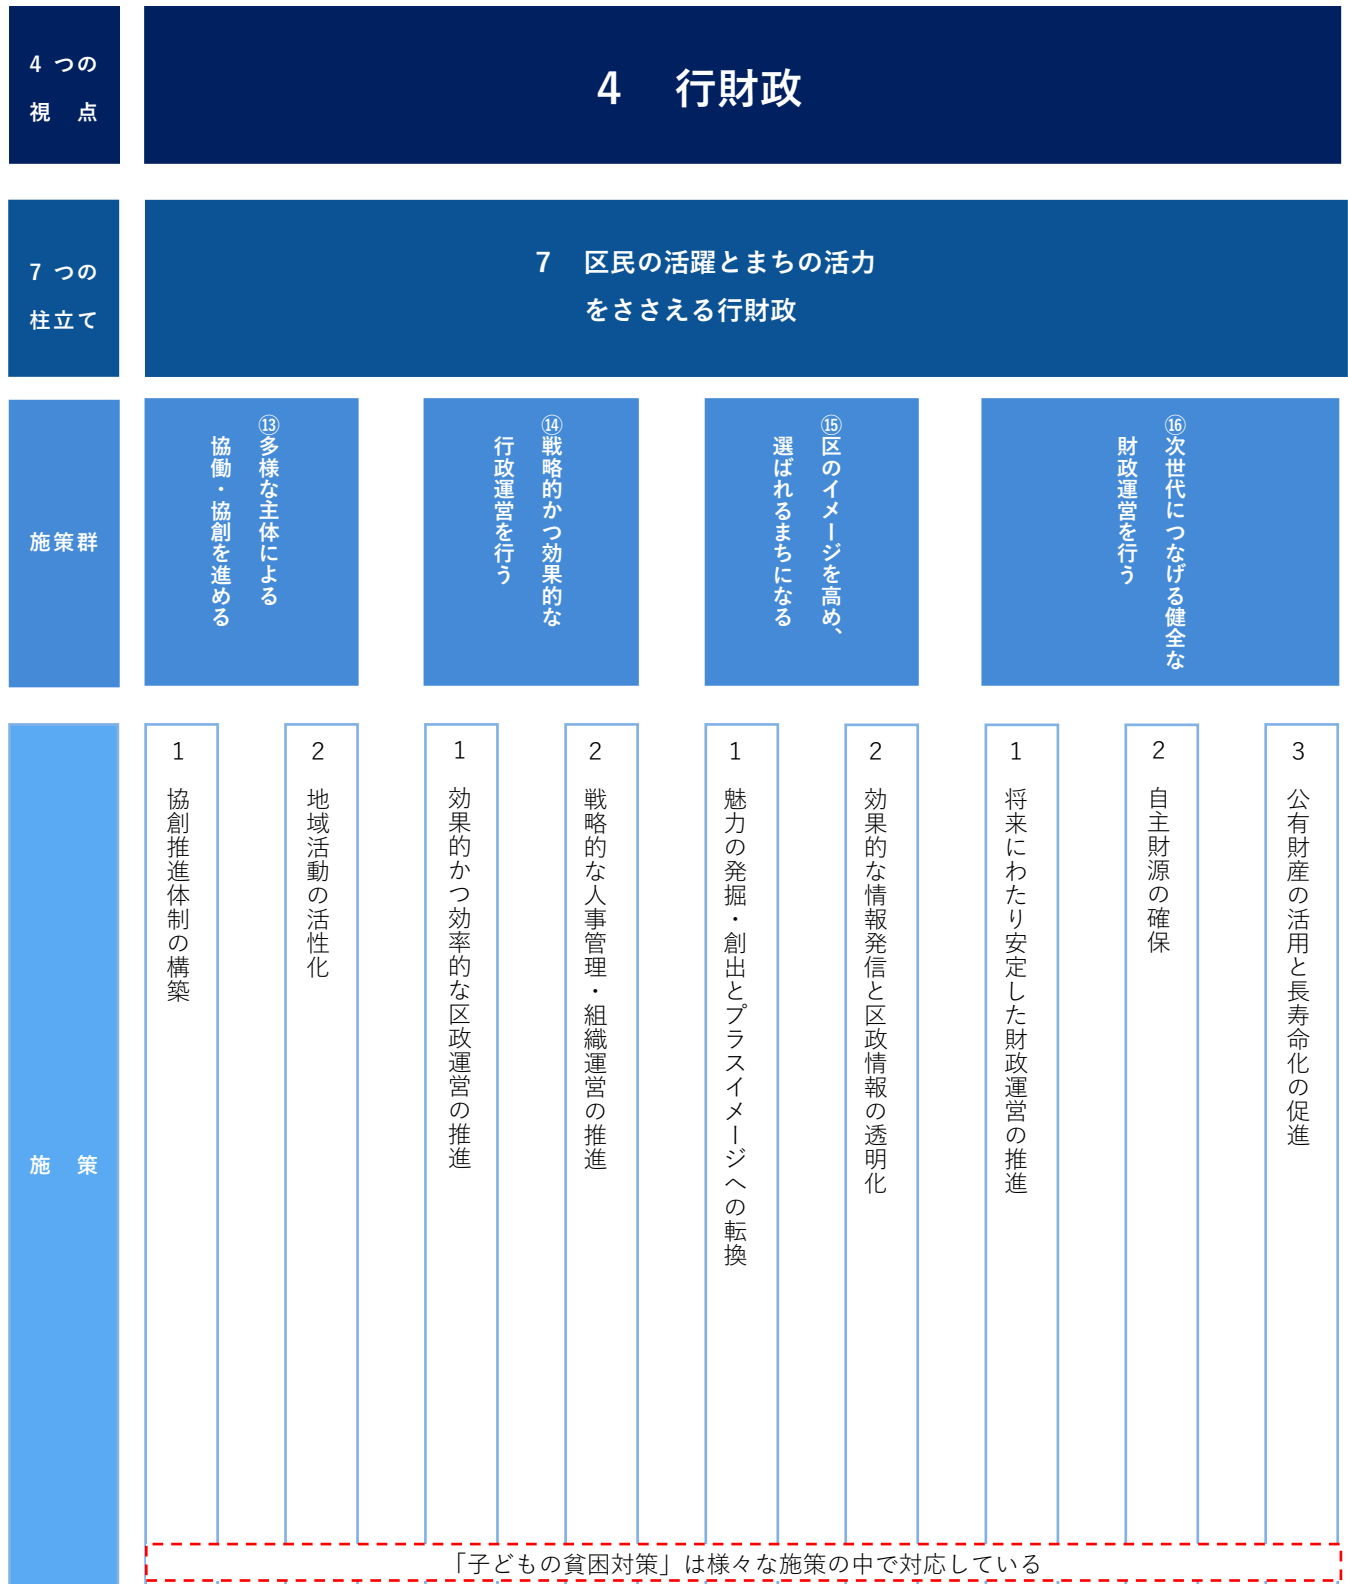 4 つの
視　点
4　行財政
7 つの
柱立て
7　区民の活躍とまちの活力
をささえる行財政
施策群
⑬多様な主体による
協働・協創を進める
⑭戦略的かつ効果的な
行政運営を行う
⑮区のイメージを高め、
選ばれるまちになる
⑯次世代につなげる健全な
財政運営を行う
施　策
1　協創推進体制の構築
2　地域活動の活性化
1　効果的かつ効率的な区政運営の推進
2　戦略的な人事管理・組織運営の推進
1　魅力の発掘・創出とプラスイメージへの転換
2　効果的な情報発信と区政情報の透明化
1　将来にわたり安定した財政運営の推進
2　自主財源の確保
3　公有財産の活用と長寿命化の促進
「子どもの貧困対策」は様々な施策の中で対応している